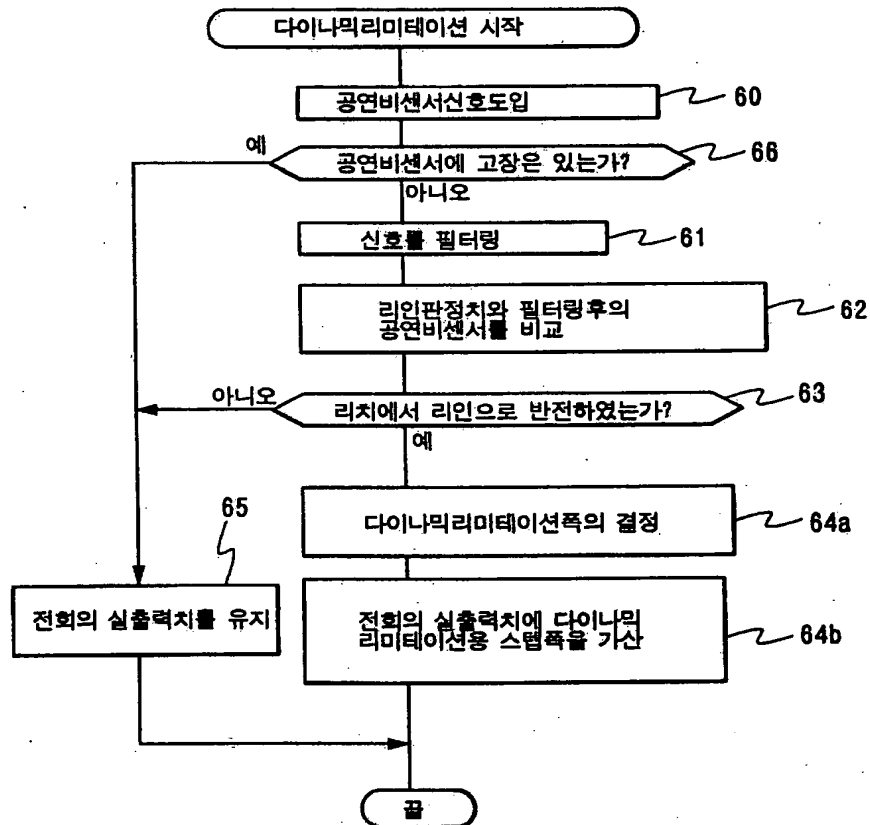 다이나믹리미테이션 시작
공연비센서신호도입
60
예
공연비센서에 고장은 있는가?
66
아니오
신호를 필터링
61
리인판정치와 필터링후의
공연비센서를 비교
62
아니오
리치에서 리인으로 반전하였는가?
63
예
65
다이나믹리미테이션폭의 결정
64a
전회의 실출력치를 유지
전회의 실출력치에 다이나믹
리미테이션용 스텝폭을 가산
64b
끝